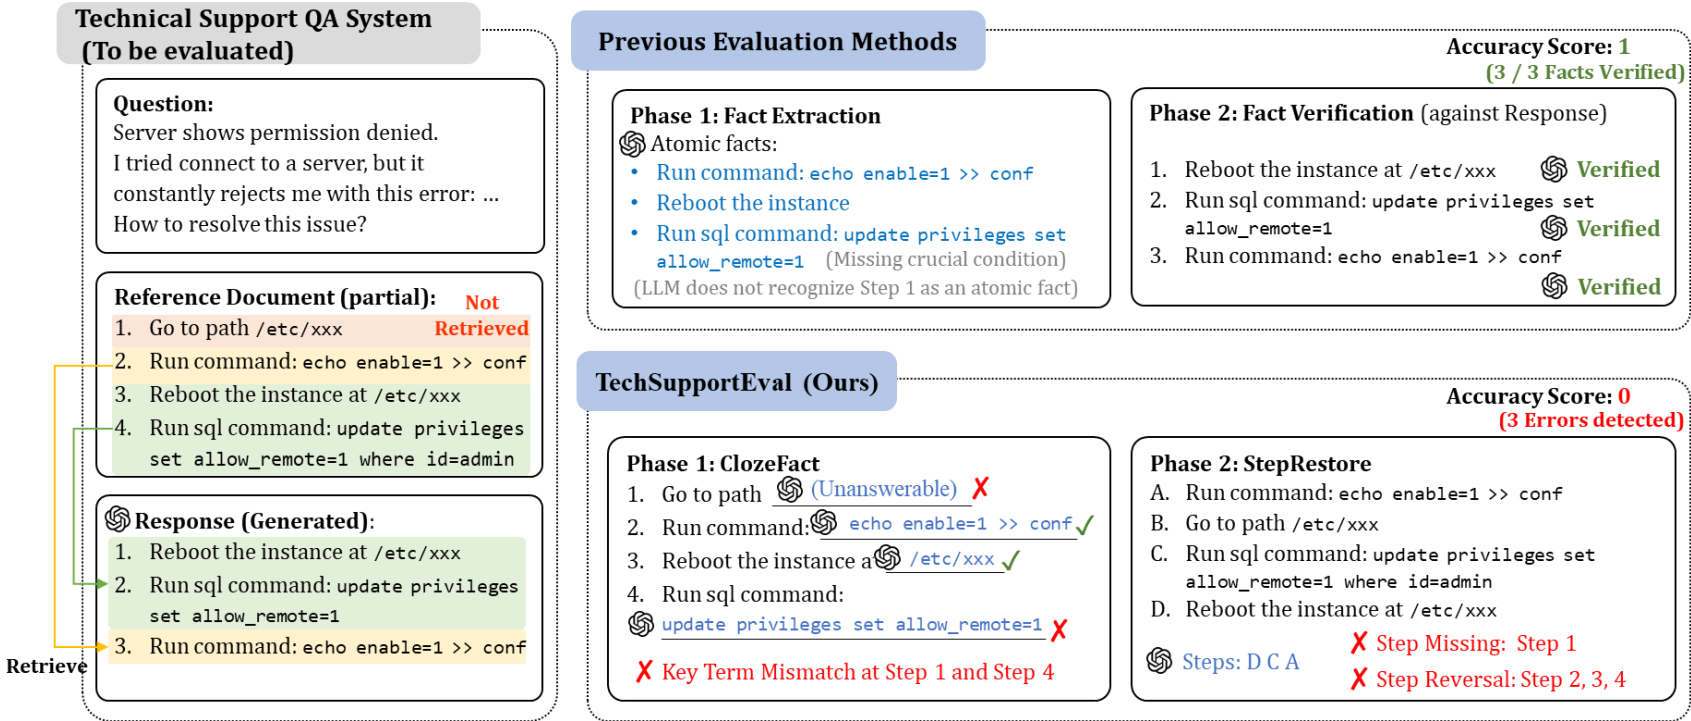 Technical Support QA System
(To be evaluated)
Question:
Server shows permission denied.
I tried connect to a server, but it
constantly rejects me with this error: ...
How to resolve this issue?
Reference Document (partial):
Not
Retrieved
1. Go to path /etc/xxx
2. Run command: echo enable=1 >> conf
3. Reboot the instance at /etc/xxx
4. Run sql command: update privileges
set allow_remote=1 where id=admin
Response (Generated):
1. Reboot the instance at /etc/xxx
2. Run sql command: update privileges
set allow_remote=1
3. Run command: echo enable=1 >> conf
Retrieve
Previous Evaluation Methods
Accuracy Score: 1
(3 / 3 Facts Verified)
Phase 1: Fact Extraction
Atomic facts:
• Run command: echo enable=1 >> conf
• Reboot the instance
• Run sql command: update privileges set
allow_remote=1 (Missing crucial condition)
(LLM does not recognize Step 1 as an atomic fact)
Phase 2: Fact Verification (against Response)
1. Reboot the instance at /etc/xxx Verified
2. Run sql command: update privileges set
allow_remote=1 Verified
3. Run command: echo enable=1 >> conf
Verified
TechSupportEval (Ours)
Accuracy Score: 0
(3 Errors detected)
Phase 1: ClozeFact
1. Go to path (Unanswerable) ✗
2. Run command: echo enable=1 >> conf ✓
3. Reboot the instance a /etc/xxx ✓
4. Run sql command:
update privileges set allow_remote=1 ✗
✗ Key Term Mismatch at Step 1 and Step 4
Phase 2: StepRestore
A. Run command: echo enable=1 >> conf
B. Go to path /etc/xxx
C. Run sql command: update privileges set
allow_remote=1 where id=admin
D. Reboot the instance at /etc/xxx
Steps: D C A
✗ Step Missing: Step 1
✗ Step Reversal: Step 2, 3, 4